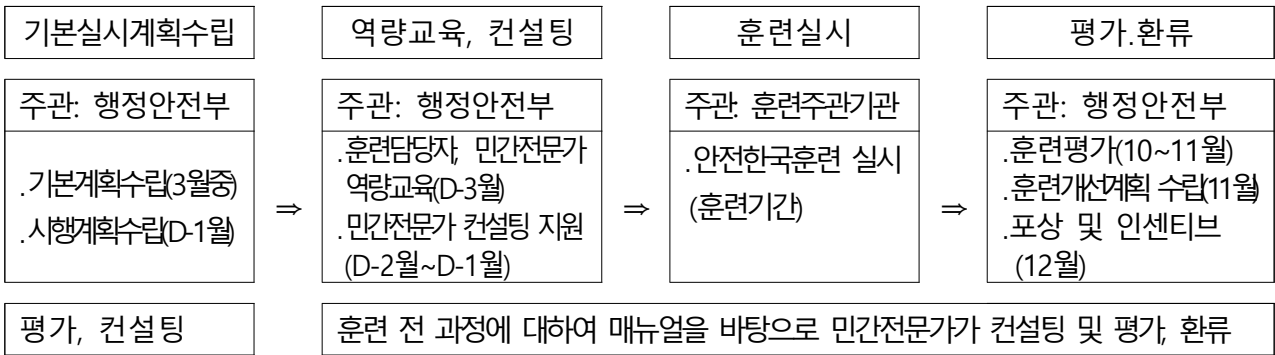 기본실시계획수립
역량교육, 컨설팅
훈련실시
평가.환류
주관: 행정안전부
.기본계획수립(3월중)
.시행계획수립(D-1월)
⇒
주관: 행정안전부
.훈련담당자, 민간전문가
역량교육(D-3월)
.민간전문가 컨설팅 지원
(D-2월~D-1월)
⇒
주관: 훈련주관기관
.안전한국훈련 실시
(훈련기간)
⇒
주관: 행정안전부
.훈련평가(10~11월)
.훈련개선계획 수립(11월)
.포상 및 인센티브
(12월)
평가, 컨설팅
훈련 전 과정에 대하여 매뉴얼을 바탕으로 민간전문가가 컨설팅 및 평가, 환류